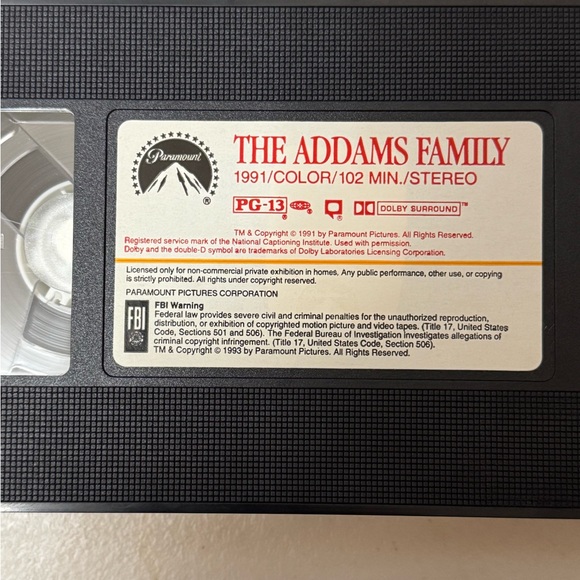 Paramount
®
THE ADDAMS FAMILY
1991/COLOR/102 MIN./STEREO
PG-13 ® ® DOLBY SURROUND ™
TM & Copyright © 1991 by Paramount Pictures. All Rights Reserved.
Registered service mark of the National Captioning Institute. Used with permission.
Dolby and the double-D symbol are trademarks of Dolby Laboratories Licensing Corporation.
Licensed only for non-commercial private exhibition in homes. Any public performance, other use, or copying
is strictly prohibited. All rights under copyright reserved.
PARAMOUNT PICTURES CORPORATION
FBI
FBI Warning
Federal law provides severe civil and criminal penalties for the unauthorized reproduction,
distribution, or exhibition of copyrighted motion picture and video tapes. (Title 17, United States
Code, Sections 501 and 506). The Federal Bureau of Investigation investigates allegations of
criminal copyright infringement. (Title 17, United States Code, Section 506).
TM & Copyright © 1993 by Paramount Pictures. All Rights Reserved.